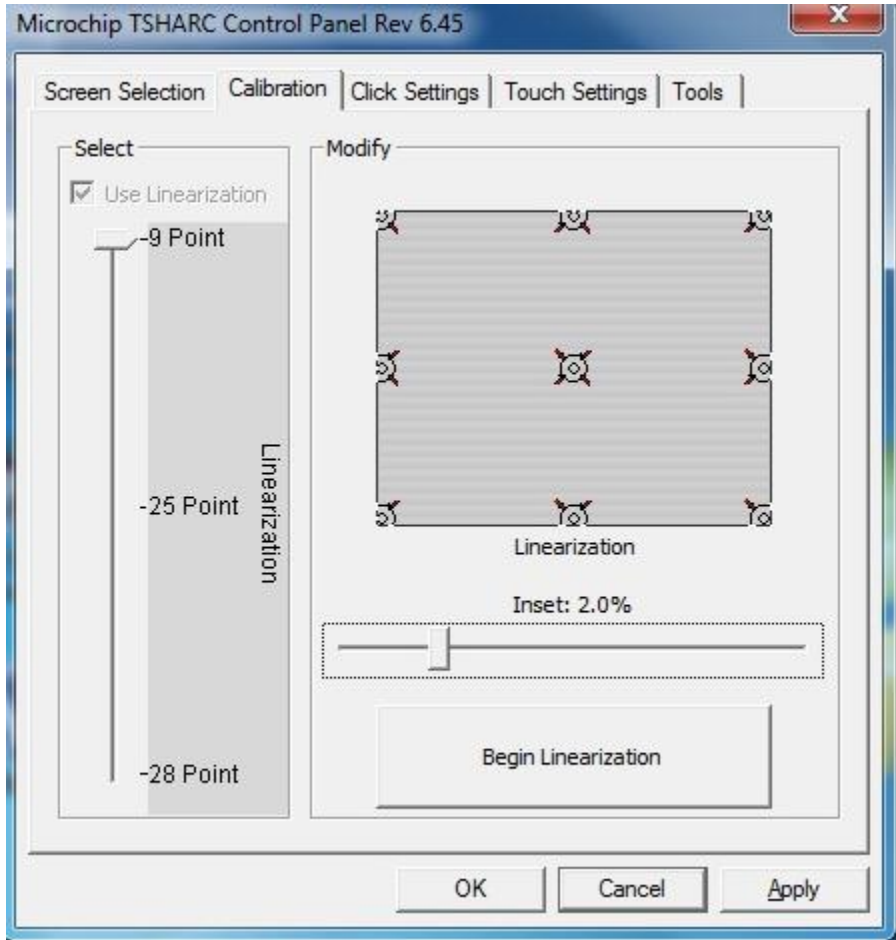 Microchip TSHARC Control Panel Rev 6.45
x
Screen Selection Calibration Click Settings Touch Settings Tools
Select
Use Linearization
-9 Point
-25 Point
-28 Point
Linearization
Modify
Linearization
Inset: 2.0%
Begin Linearization
OK Cancel Apply